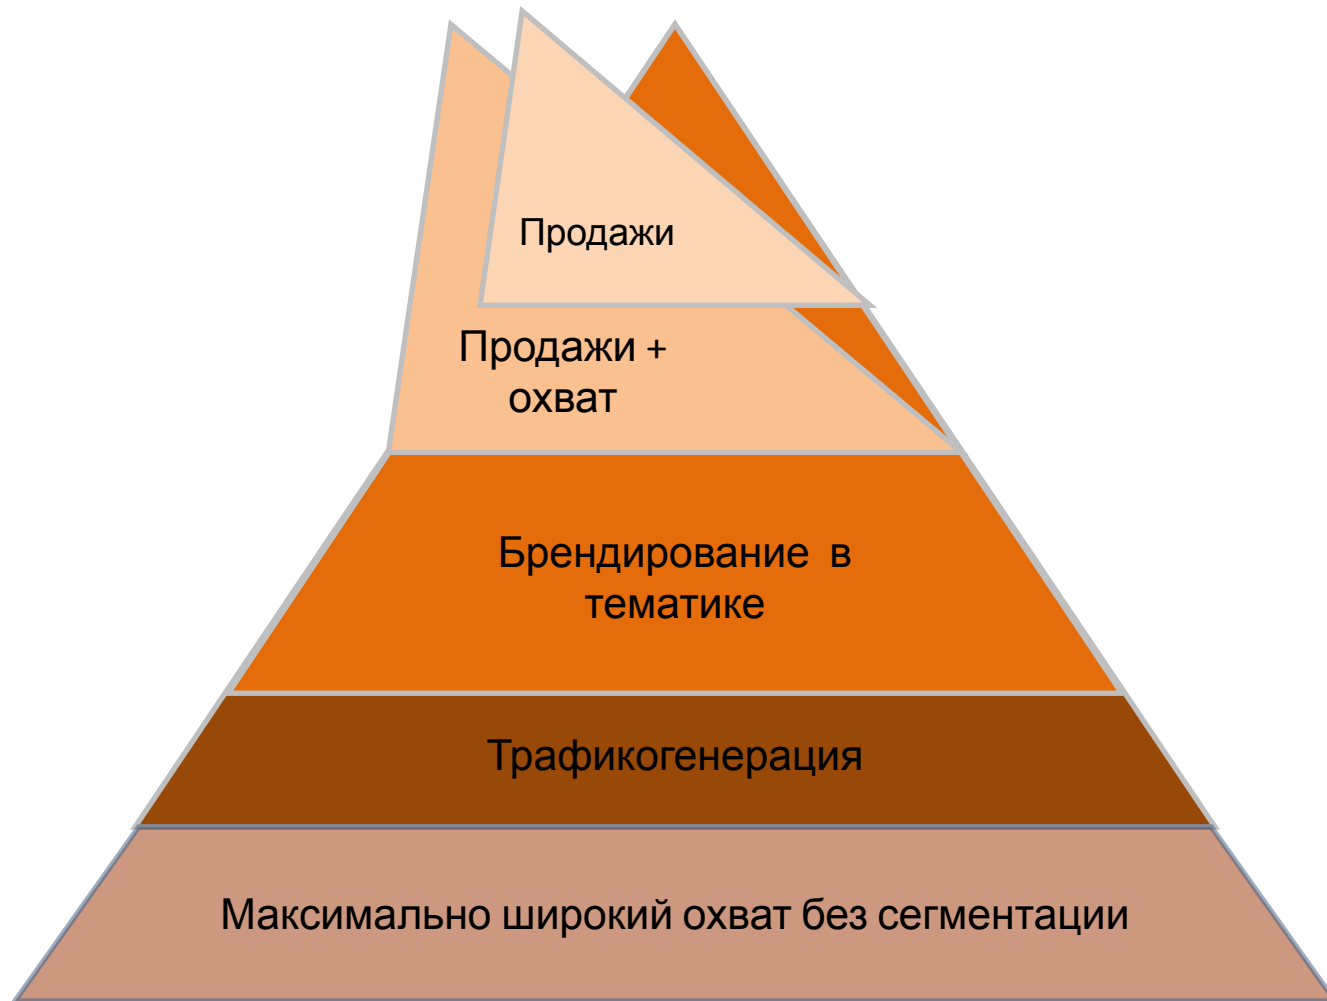 Продажи
Продажи +
охват
Брендирование в
тематике
Трафикогенерация
Максимально широкий охват без сегментации